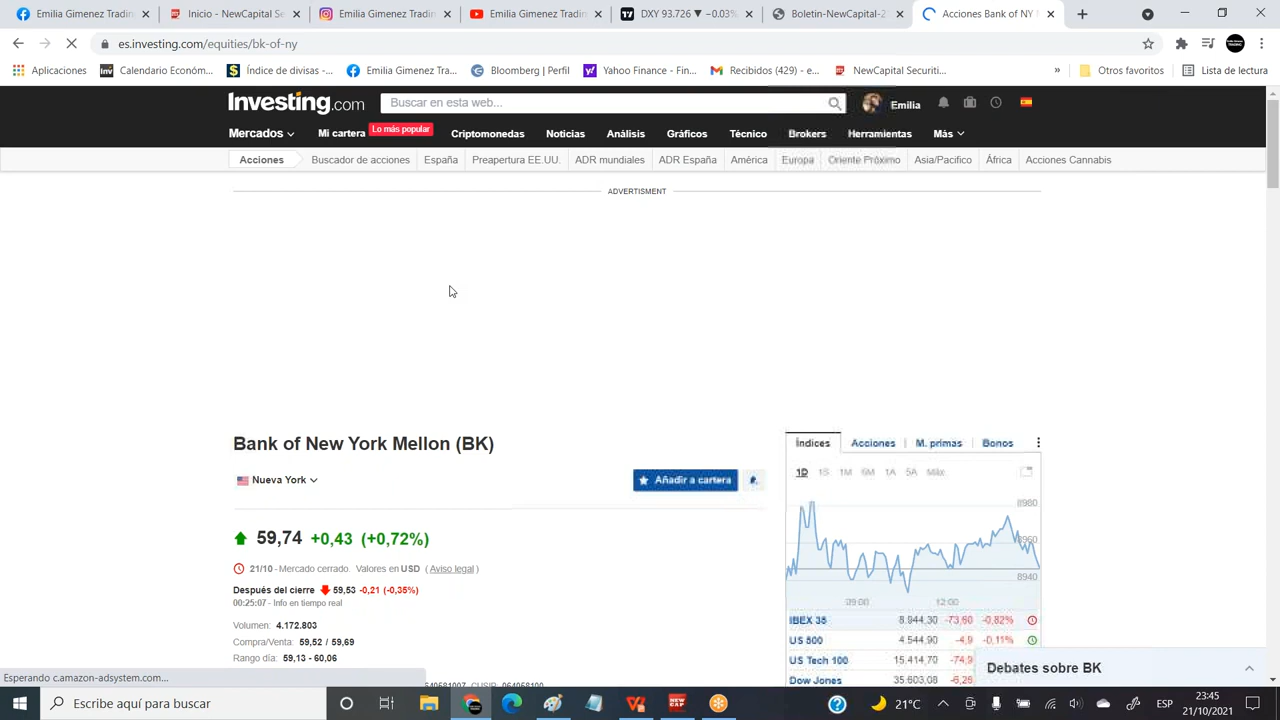 Emilia Gimenez Tradin
Inicio - NewCapital Se
Emilia Gimenez Tradin
Emilia Gimenez Tradin
DXY 93.726 ▼ −0.03%
Boletin-NewCapital-2
Acciones Bank of NY
es.investing.com/equities/bk-of-ny
Aplicaciones
Calendario Económ...
Índice de divisas -...
Emilia Gimenez Tra...
Bloomberg | Perfil
Yahoo Finance - Fin...
Recibidos (429) - e...
NewCapital Securiti...
»
Otros favoritos
Lista de lectura
Investing.com
Buscar en esta web...
Emilia
Mercados
Mi cartera
Lo más popular
Criptomonedas
Noticias
Análisis
Gráficos
Técnico
Brokers
Herramientas
Más
Acciones
Buscador de acciones
España
Preapertura EE.UU.
ADR mundiales
ADR España
América
Europa
Oriente Próximo
Asia/Pacífico
África
Acciones Cannabis
ADVERTISMENT
Bank of New York Mellon (BK)
Nueva York
Añadir a cartera
59,74 +0,43 (+0,72%)
21/10 - Mercado cerrado. Valores en USD ( Aviso legal )
Después del cierre 59,53 -0,21 (-0,35%)
00:25:07 - Info en tiempo real
Volumen: 4.172.803
Compra/Venta: 59,52 / 59,69
Rango día: 59,13 - 60,06
Índices
Acciones
M. primas
Bonos
1D 1S 1M 6M 1A 5A Máx
8980
8960
8940
09:00 12:00
IBEX 35 8.944,30 -73,60 -0,82%
US 500 4.544,90 -4,9 -0,11%
US Tech 100 15.414,70 -74,9
Dow Jones 35.603,08 -6,26
Debates sobre BK
Esperando c.amazon-adsystem.com...
Escribe aquí para buscar
NEW CAP
21°C
ESP
23:45
21/10/2021